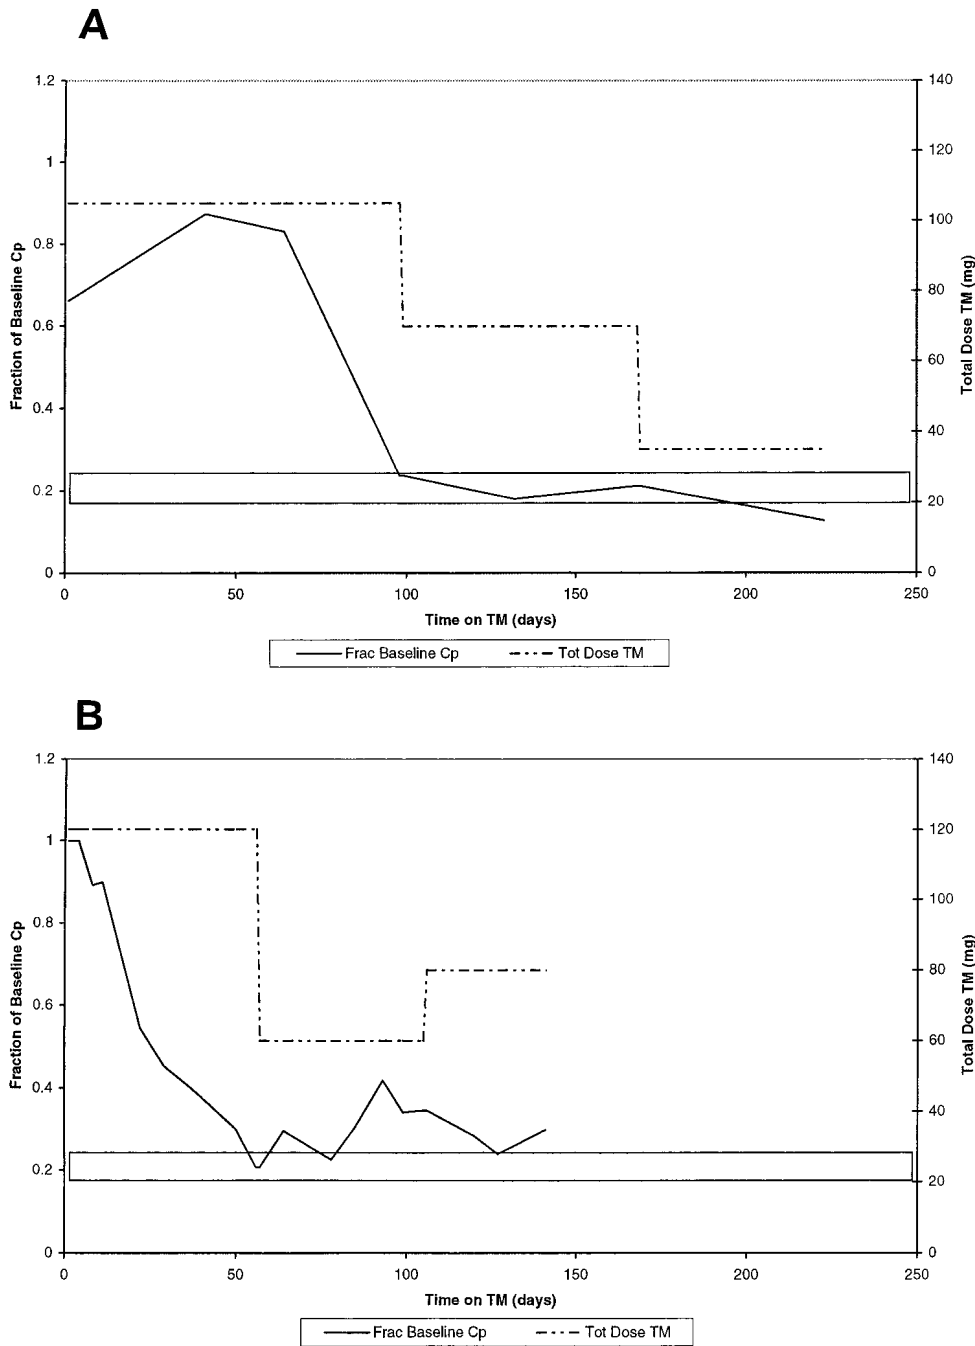 A
1.2
1
0.8
0.6
0.4
0.2
0
Fraction of Baseline Cp
140
120
100
80
60
40
20
0
Total Dose TM (mg)
0 50 100 150 200 250
Time on TM (days)
Frac Baseline Cp Tot Dose TM
B
1.2
1
0.8
0.6
0.4
0.2
0
Fraction of Baseline Cp
140
120
100
80
60
40
20
0
Total Dose TM (mg)
0 50 100 150 200 250
Time on TM (days)
Frac Baseline Cp Tot Dose TM